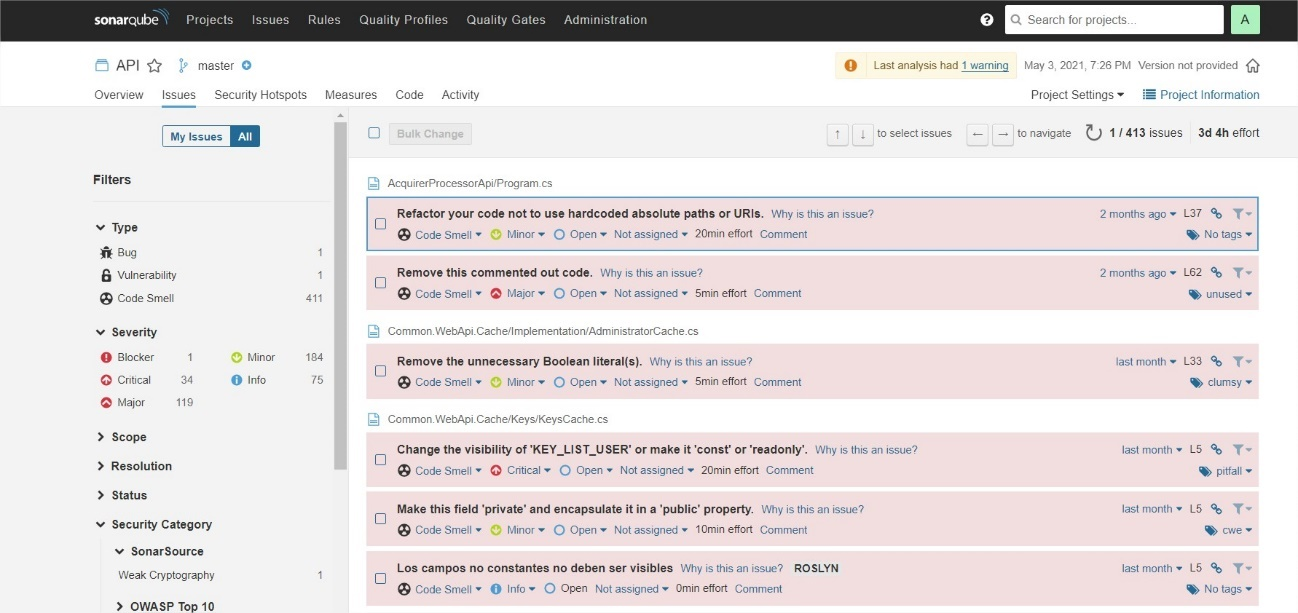 sonarqube Projects Issues Rules Quality Profiles Quality Gates Administration ? Search for projects... A
API master Last analysis had 1 warning May 3, 2021, 7:26 PM Version not provided
Overview Issues Security Hotspots Measures Code Activity Project Settings Project Information
My Issues All
Bulk Change ↑ ↓ to select issues ← → to navigate 1 / 413 issues 3d 4h effort
Filters
Type
Bug 1
Vulnerability 1
Code Smell 411
Severity
Blocker 1 Minor 184
Critical 34 Info 75
Major 119
Scope
Resolution
Status
Security Category
SonarSource
Weak Cryptography 1
OWASP Top 10
AcquirerProcessorApi/Program.cs
Refactor your code not to use hardcoded absolute paths or URIs. Why is this an issue? 2 months ago L37
Code Smell Minor Open Not assigned 20min effort Comment No tags
Remove this commented out code. Why is this an issue? 2 months ago L62
Code Smell Major Open Not assigned 5min effort Comment unused
Common.WebApi.Cache/Implementation/AdministratorCache.cs
Remove the unnecessary Boolean literal(s). Why is this an issue? last month L33
Code Smell Minor Open Not assigned 5min effort Comment clumsy
Common.WebApi.Cache/Keys/KeysCache.cs
Change the visibility of 'KEY_LIST_USER' or make it 'const' or 'readonly'. Why is this an issue? last month L5
Code Smell Critical Open Not assigned 20min effort Comment pitfall
Make this field 'private' and encapsulate it in a 'public' property. Why is this an issue? last month L5
Code Smell Minor Open Not assigned 10min effort Comment cwe
Los campos no constantes no deben ser visibles Why is this an issue? ROSLYN last month L5
Code Smell Info Open Not assigned 0min effort Comment No tags